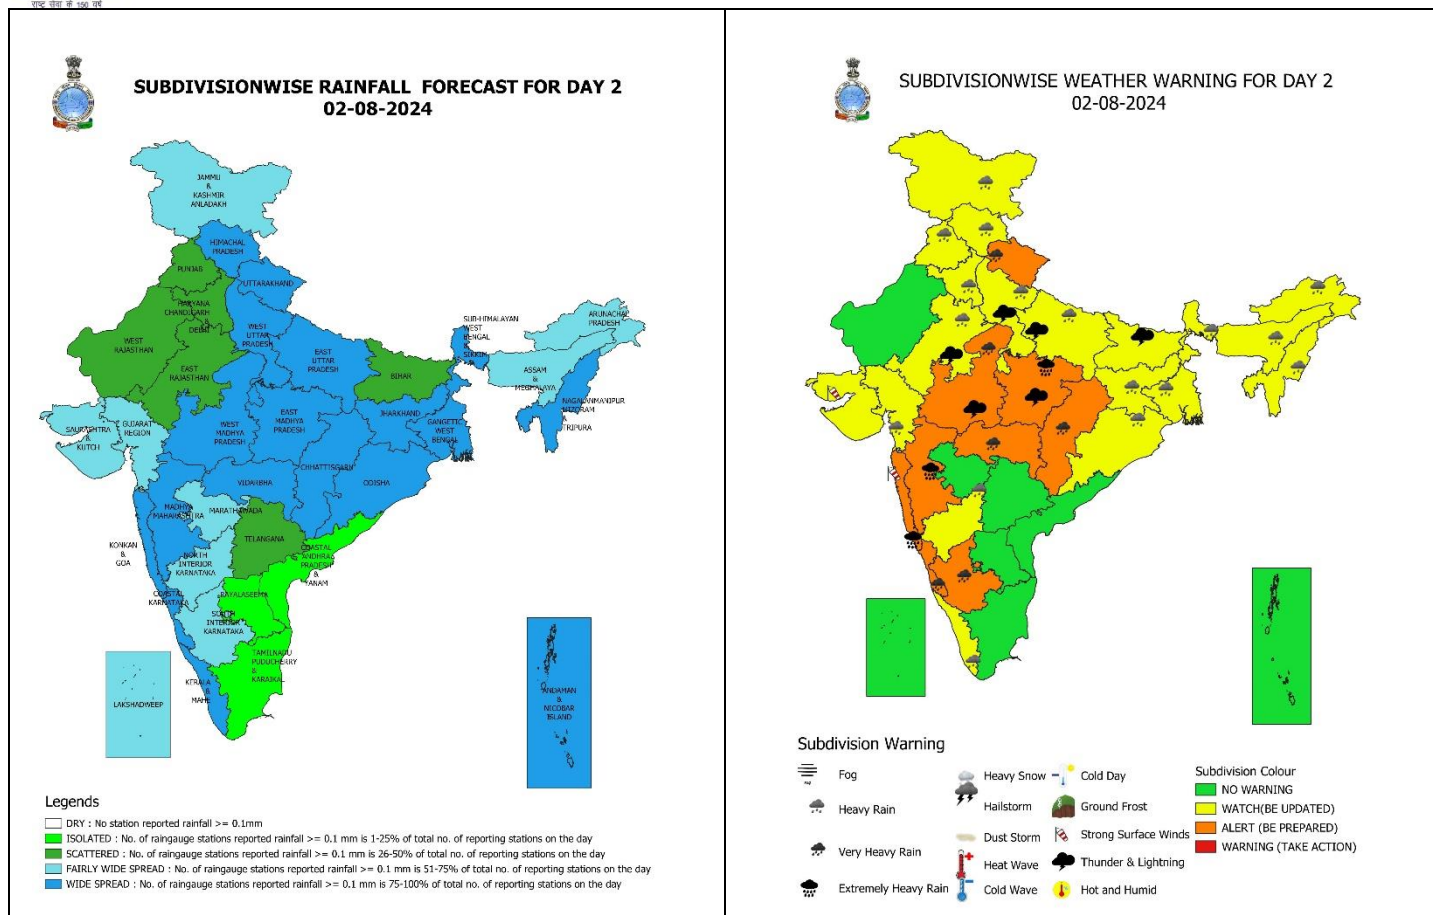 राष्ट्र सेवा के 150 वर्ष
SUBDIVISIONWISE RAINFALL FORECAST FOR DAY 2
02-08-2024
JAMMU
&
KASHMIR
ANLADAKH
HIMACHAL
PRADESH
PUNJAB
UTTARAKHAND
HARYANA
CHANDIGARH
&
DELHI
WEST
UTTAR
PRADESH
WEST
RAJASTHAN
EAST
RAJASTHAN
EAST
UTTAR
PRADESH
BIHAR
SUB-HIMALAYAN
WEST
BENGAL
&
SIKKIM
ARUNACHAL
PRADESH
ASSAM
&
MEGHALAYA
NAGALANMANIPUR
MIZORAM
&
TRIPURA
SAURASHTRA
&
KUTCH
GUJARAT
REGION
WEST
MADHYA
PRADESH
EAST
MADHYA
PRADESH
JHARKHAND
GANGETIC
WEST
BENGAL
CHHATTISGARH
VIDARBHA
ODISHA
MADHYA
MAHARASHTRA
MARATHAWADA
TELANGANA
KONKAN
&
GOA
NORTH
INTERIOR
KARNATAKA
COASTAL
ANDHRA
PRADESH
&
YANAM
COASTAL
KARNATAKA
RAYALASEEMA
SOUTH
INTERIOR
KARNATAKA
TAMILNADU
PUDUCHERRY
&
KARAIKAL
KERALA
&
MAHE
LAKSHADWEEP
ANDAMAN
&
NICOBAR
ISLAND
Legends
DRY : No station reported rainfall >= 0.1mm
ISOLATED : No. of raingauge stations reported rainfall >= 0.1 mm is 1-25% of total no. of reporting stations on the day
SCATTERED : No. of raingauge stations reported rainfall >= 0.1 mm is 26-50% of total no. of reporting stations on the day
FAIRLY WIDE SPREAD : No. of raingauge stations reported rainfall >= 0.1 mm is 51-75% of total no. of reporting stations on the day
WIDE SPREAD : No. of raingauge stations reported rainfall >= 0.1 mm is 75-100% of total no. of reporting stations on the day
SUBDIVISIONWISE WEATHER WARNING FOR DAY 2
02-08-2024
Subdivision Warning
Fog
Heavy Rain
Very Heavy Rain
Extremely Heavy Rain
Heavy Snow
Hailstorm
Dust Storm
Heat Wave
Cold Wave
Cold Day
Ground Frost
Strong Surface Winds
Thunder & Lightning
Hot and Humid
Subdivision Colour
NO WARNING
WATCH(BE UPDATED)
ALERT (BE PREPARED)
WARNING (TAKE ACTION)